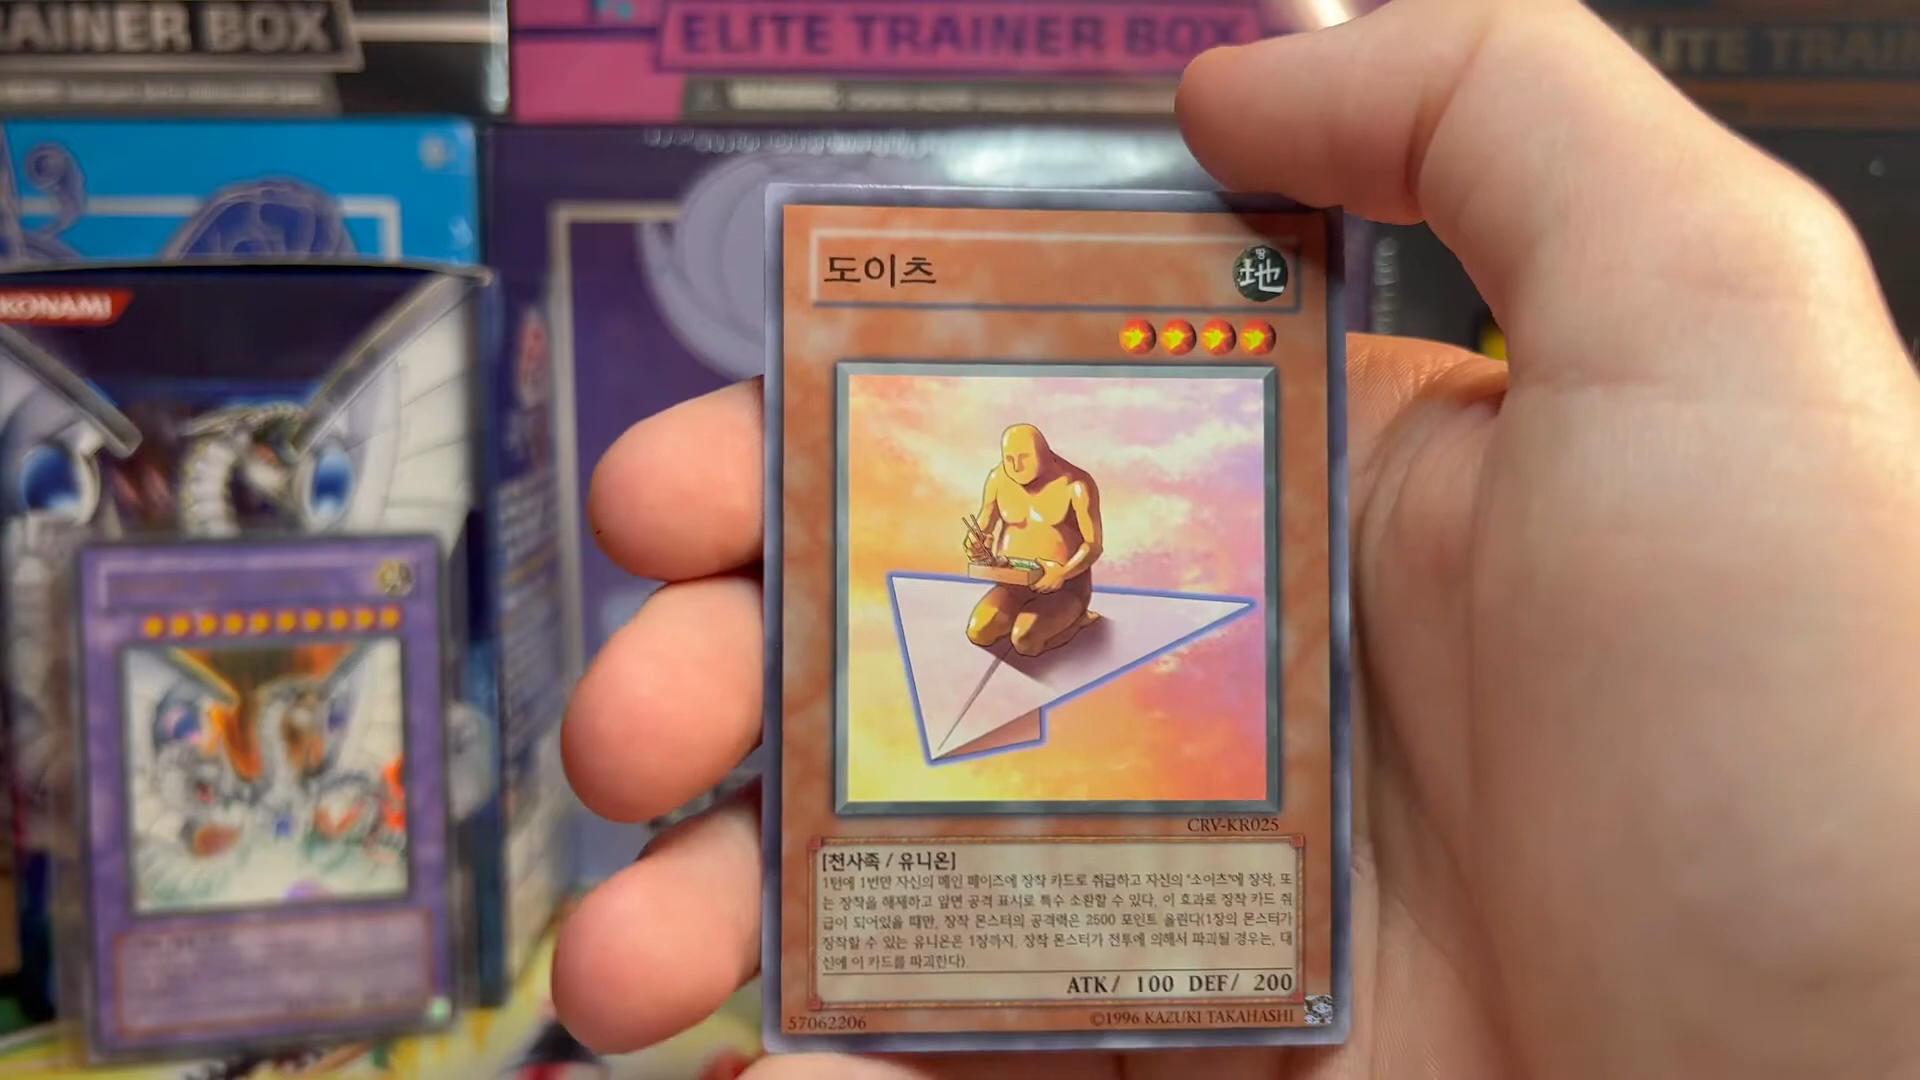 RAINER BOX
ELITE TRAINER BOX
ELITE TRAIN
KONAMI
도이츠
땅
地
CRV-KR025
[천사족 / 유니온]
1턴에 1번만 자신의 메인 페이즈에 장착 카드로 취급하고 자신의 "소이츠"에 장착, 또
는 장착을 해제하고 앞면 공격 표시로 특수 소환할 수 있다. 이 효과로 장착 카드 취
급이 되어있을 때만, 장착 몬스터의 공격력은 2500 포인트 올린다(1장의 몬스터가
장착할 수 있는 유니온은 1장까지. 장착 몬스터가 전투에 의해서 파괴될 경우는, 대
신에 이 카드를 파괴한다).
ATK/ 100 DEF/ 200
57062206
©1996 KAZUKI TAKAHASHI